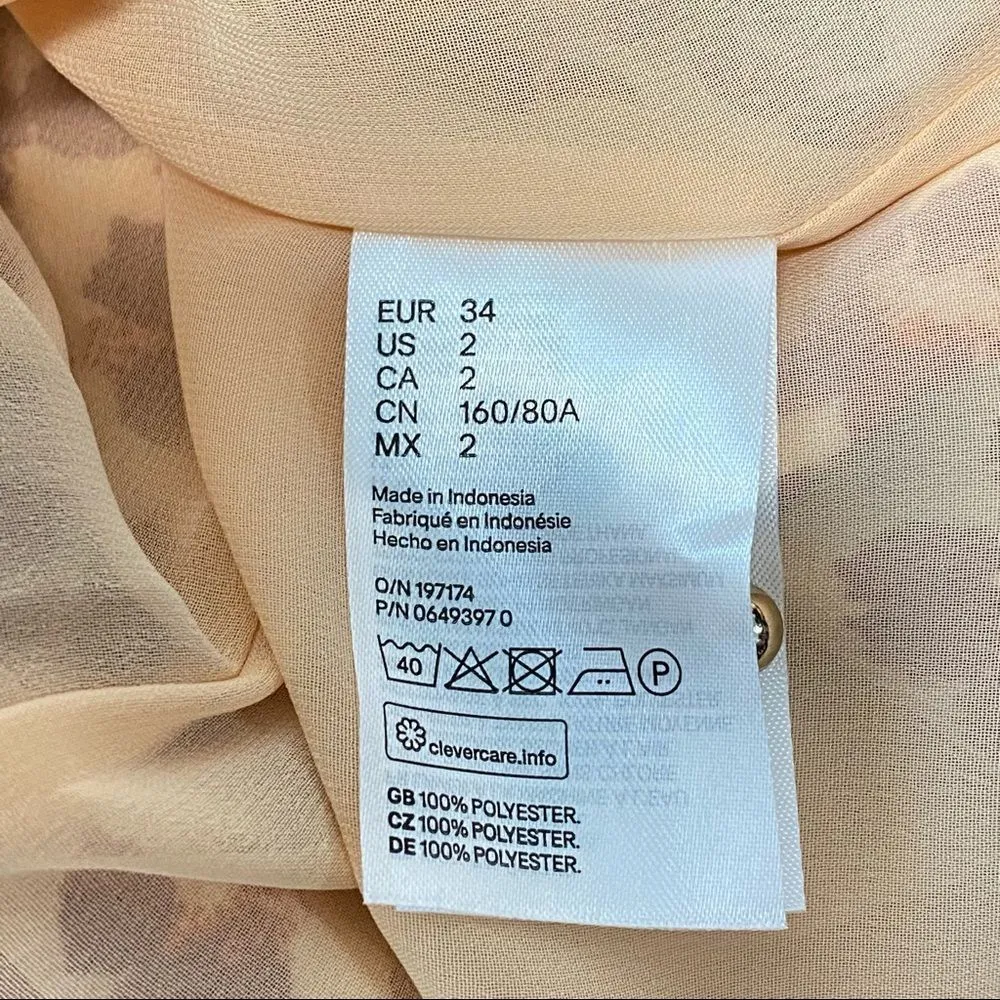 EUR 34
US 2
CA 2
CN 160/80A
MX 2
Made in Indonesia
Fabriqué en Indonésie
Hecho en Indonesia
O/N 197174
P/N 0649397 0
40 P
clevercare.info
GB 100% POLYESTER.
CZ 100% POLYESTER.
DE 100% POLYESTER.